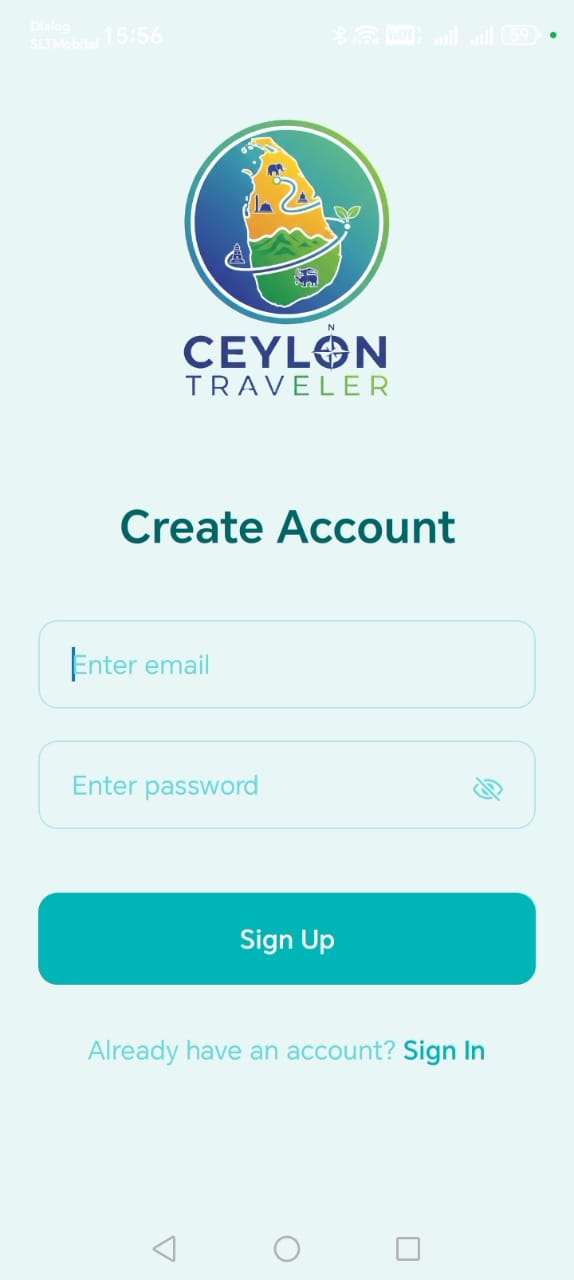 Dialog
SLTMobitel 15:56
VoLTE 59
N
CEYLON
TRAVELER
Create Account
Enter email
Enter password
Sign Up
Already have an account? Sign In